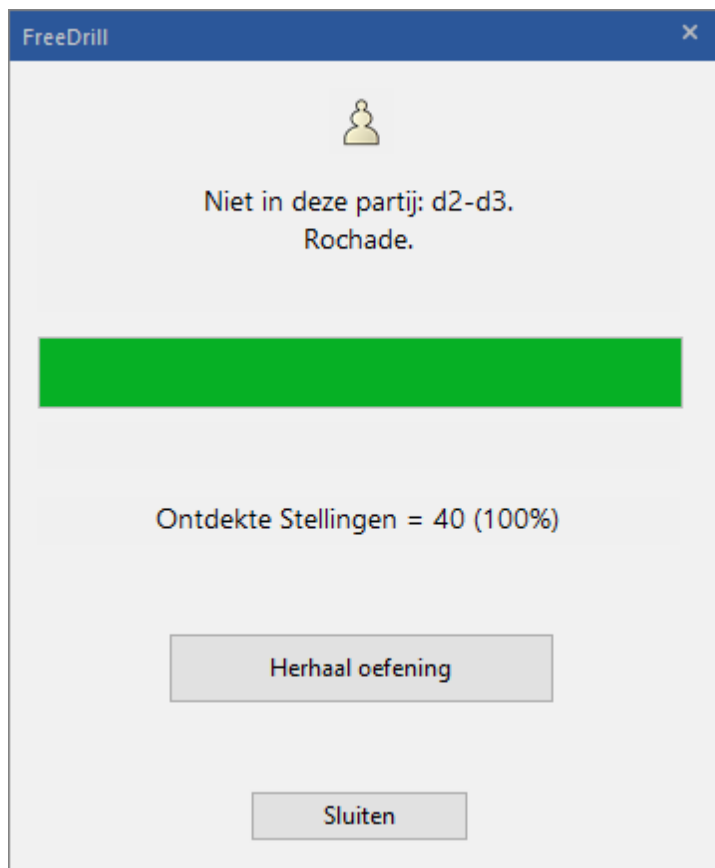 FreeDrill
Niet in deze partij: d2-d3.
Rochade.
Ontdekte Stellingen = 40 (100%)
Herhaal oefening
Sluiten